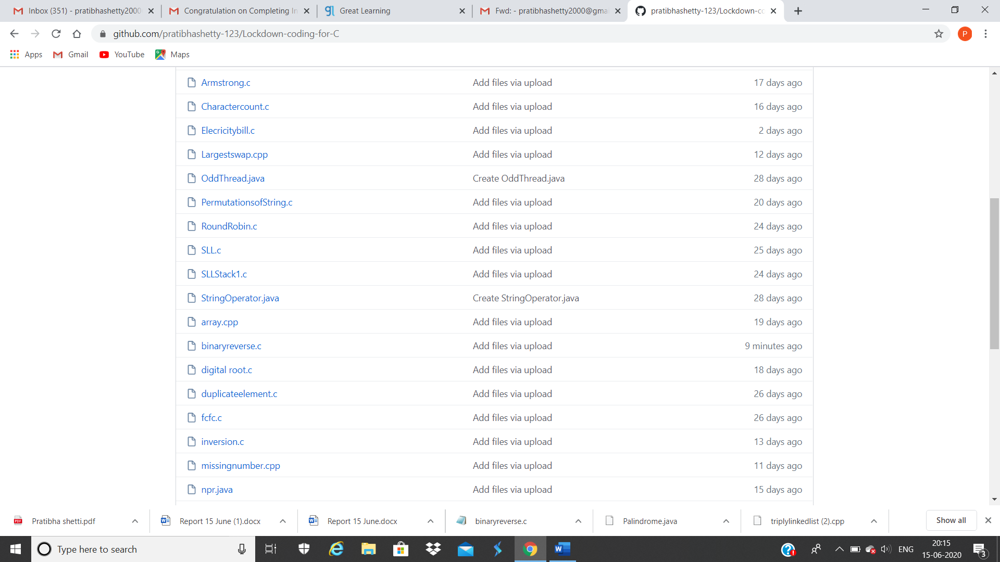 Inbox (351) - pratibhashetty2000
Congratulation on Completing In
Great Learning
Fwd: - pratibhashetty2000@gma
pratibhashetty-123/Lockdown-co
github.com/pratibhashetty-123/Lockdown-coding-for-C
P
Apps Gmail YouTube Maps
Armstrong.c Add files via upload 17 days ago
Charactercount.c Add files via upload 16 days ago
Elecricitybill.c Add files via upload 2 days ago
Largestswap.cpp Add files via upload 12 days ago
OddThread.java Create OddThread.java 28 days ago
PermutationsofString.c Add files via upload 20 days ago
RoundRobin.c Add files via upload 24 days ago
SLL.c Add files via upload 25 days ago
SLLStack1.c Add files via upload 24 days ago
StringOperator.java Create StringOperator.java 28 days ago
array.cpp Add files via upload 19 days ago
binaryreverse.c Add files via upload 9 minutes ago
digital root.c Add files via upload 18 days ago
duplicateelement.c Add files via upload 26 days ago
fcfc.c Add files via upload 26 days ago
inversion.c Add files via upload 13 days ago
missingnumber.cpp Add files via upload 11 days ago
npr.java Add files via upload 15 days ago
Pratibha shetti.pdf
Report 15 June (1).docx
Report 15 June.docx
binaryreverse.c
Palindrome.java
triplylinkedlist (2).cpp
Show all
Type here to search
ENG
20:15
15-06-2020
3